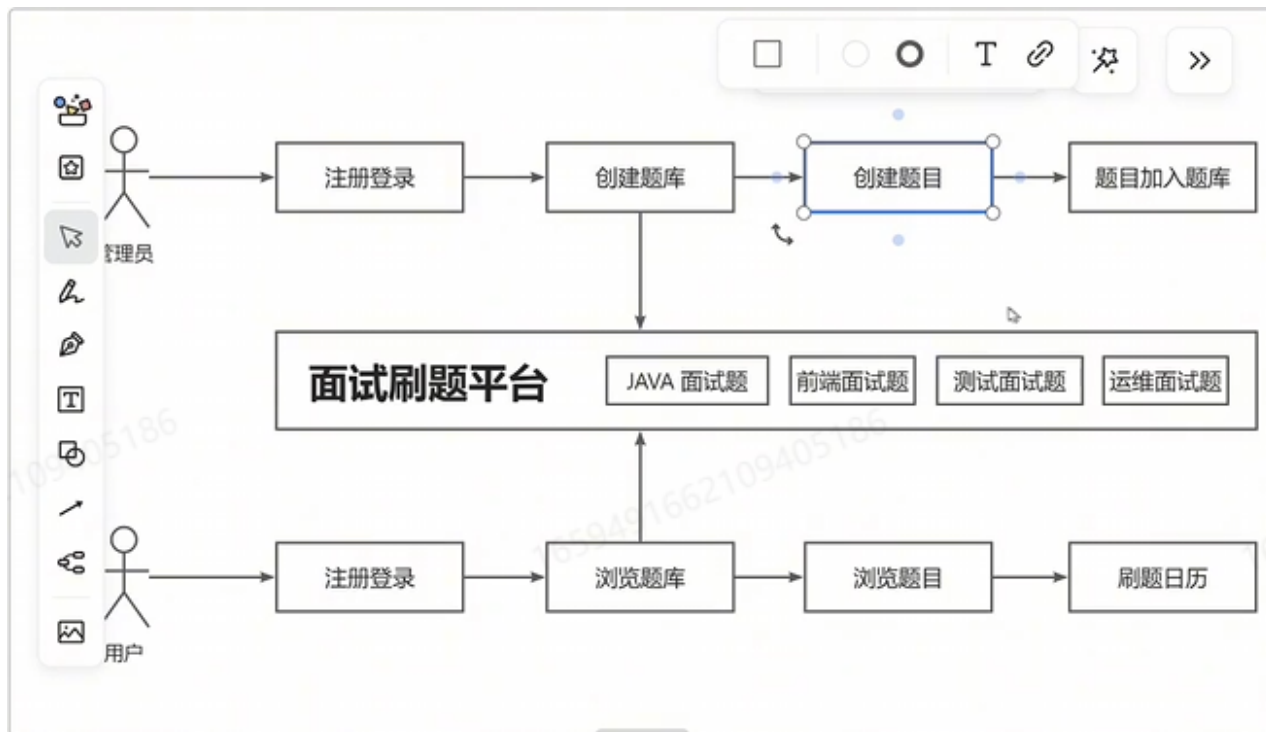 注册登录
创建题库
创建题目
题目加入题库
管理员
面试刷题平台
JAVA 面试题
前端面试题
测试面试题
运维面试题
109405186
1659491662109405186
注册登录
浏览题库
浏览题目
刷题日历
用户